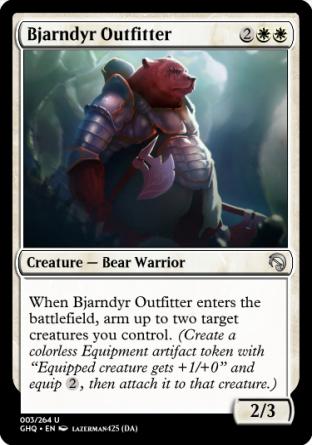 Bjarndyr Outfitter 2
Creature — Bear Warrior
When Bjarndyr Outfitter enters the
battlefield, arm up to two target
creatures you control. (Create a
colorless Equipment artifact token with
“Equipped creature gets +1/+0” and
equip 2, then attach it to that creature.)
2/3
003/264 U
GHQ • EN LAZERMAN425 (DA)